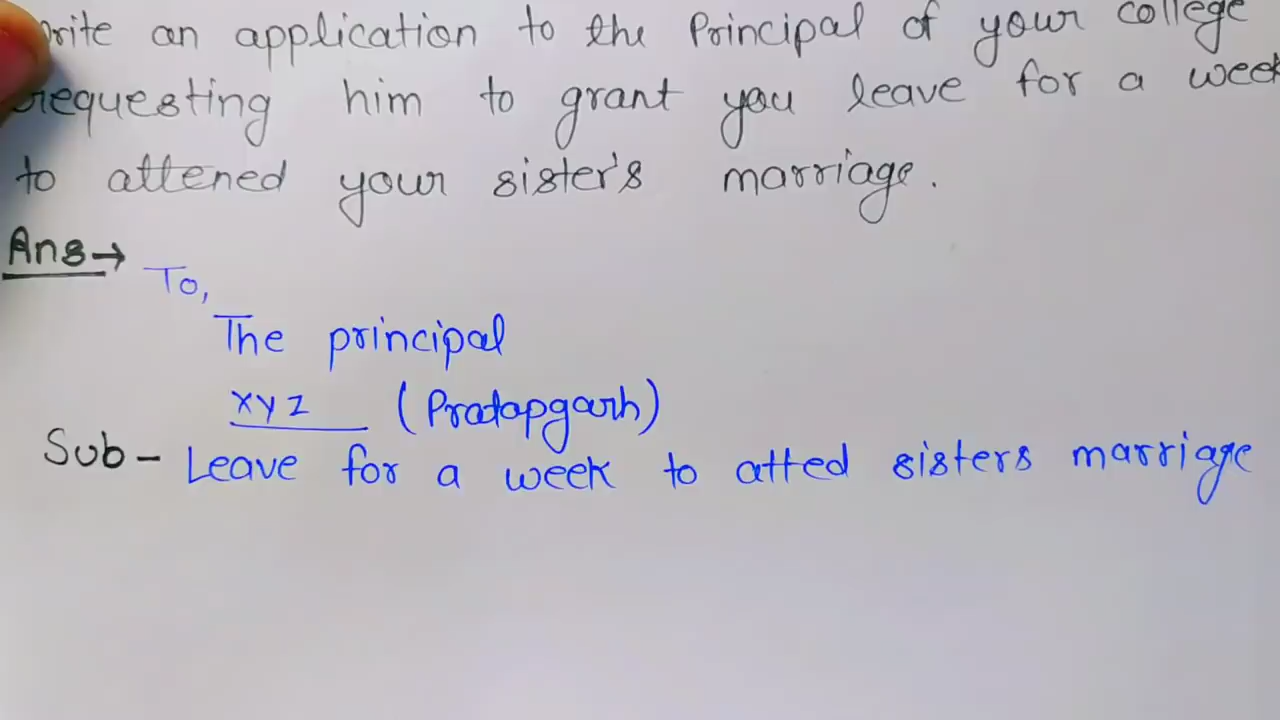 write an application to the Principal of your college
requesting him to grant you leave for a week
to attened your sister's marriage.
Ans→
To,
The principal
xyz (Pratapgarh)
Sub- Leave for a week to atted sisters marriage